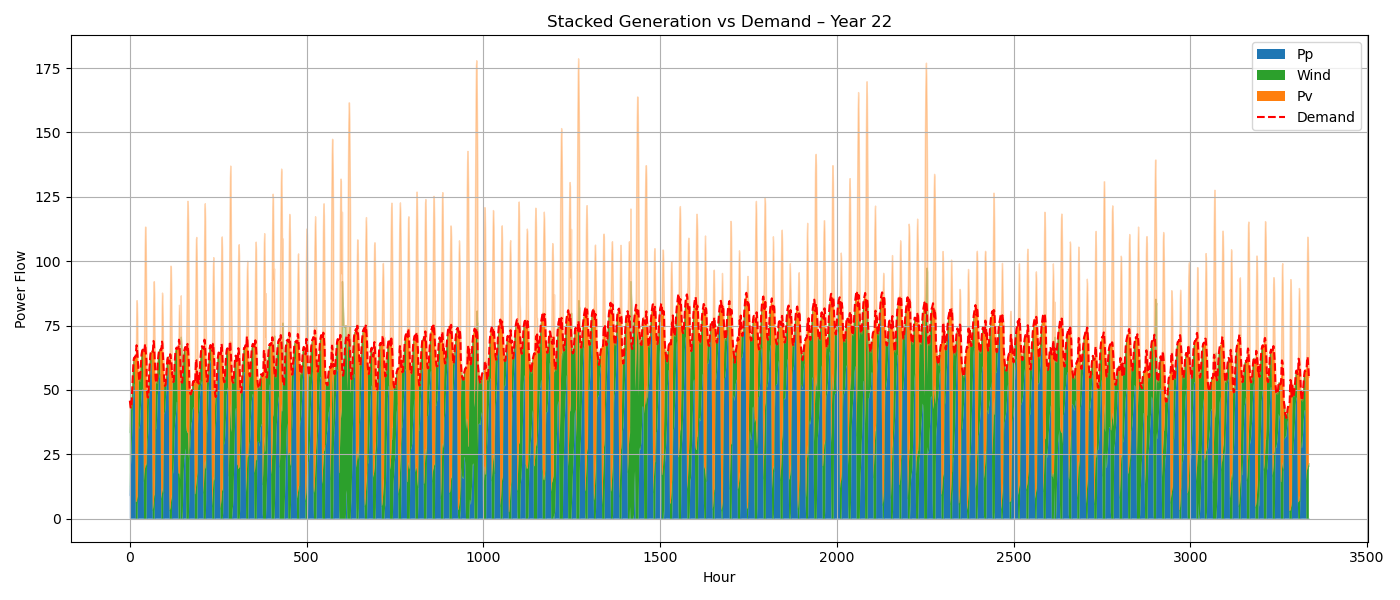 Stacked Generation vs Demand – Year 22
Power Flow
175
150
125
100
75
50
25
0
0 500 1000 1500 2000 2500 3000 3500
Hour
Pp
Wind
Pv
Demand